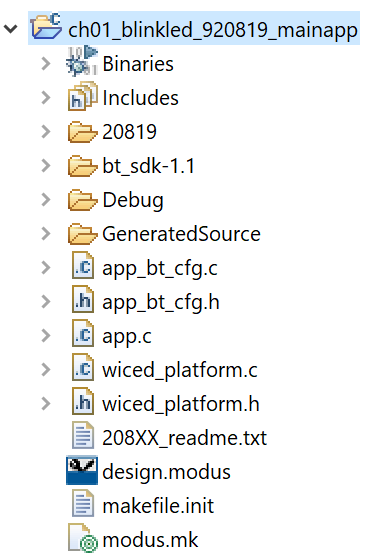 ch01_blinkled_920819_mainapp
Binaries
Includes
20819
bt_sdk-1.1
Debug
GeneratedSource
app_bt_cfg.c
app_bt_cfg.h
app.c
wiced_platform.c
wiced_platform.h
208XX_readme.txt
design.modus
makefile.init
modus.mk